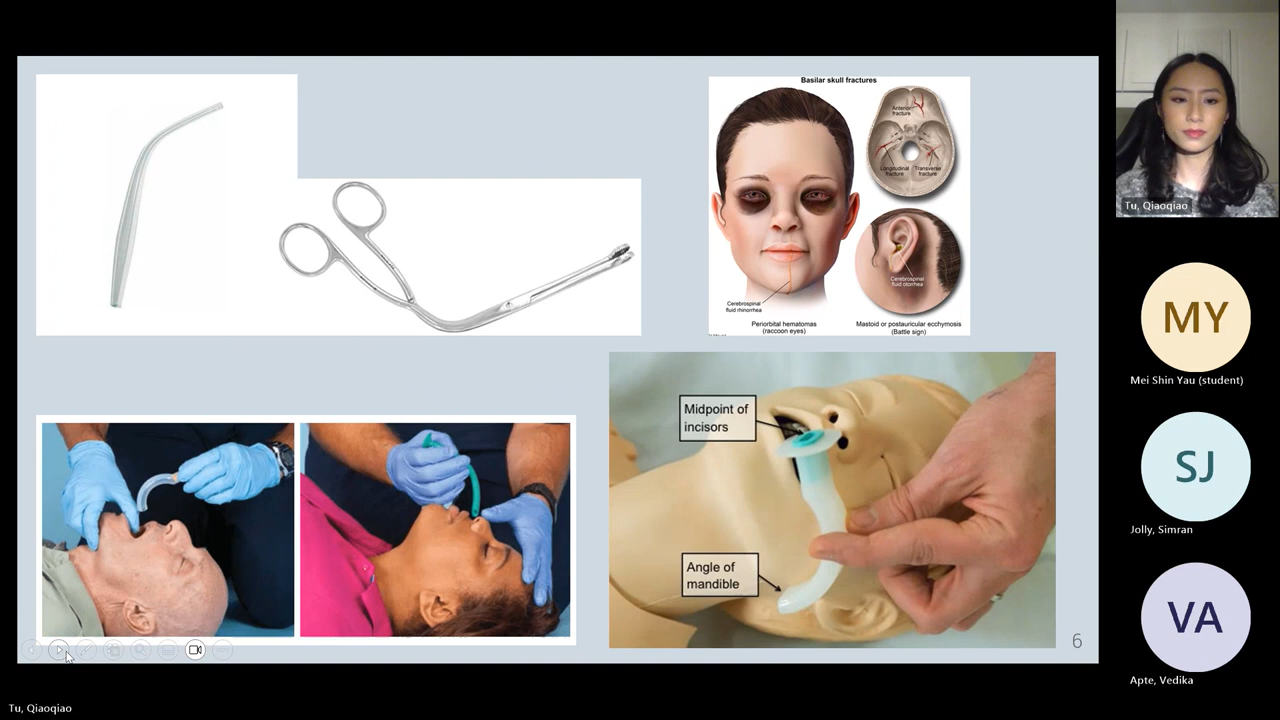 Basilar skull fractures
Anterior
fracture
Longitudinal
fracture
Transverse
fracture
Cerebrospinal
fluid otorrhea
Cerebrospinal
fluid rhinorrhea
Periorbital hematomas
(raccoon eyes)
Mastoid or postauricular ecchymosis
(Battle sign)
Midpoint of
incisors
Angle of
mandible
6
Tu, Qiaoqiao
MY
Mei Shin Yau (student)
SJ
Jolly, Simran
VA
Apte, Vedika
Tu, Qiaoqiao